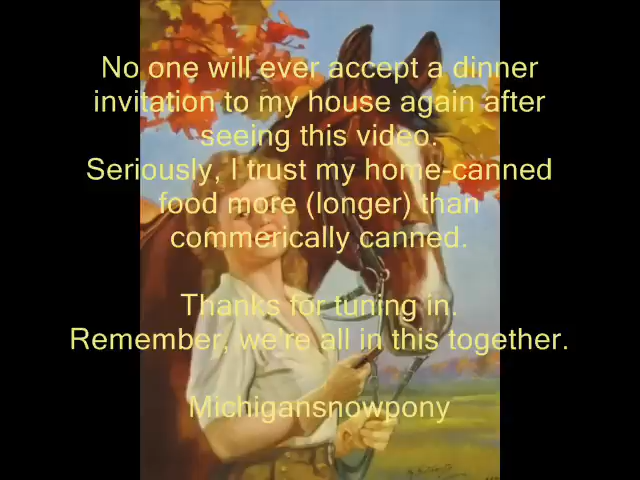 No one will ever accept a dinner
invitation to my house again after
seeing this video.
Seriously, I trust my home-canned
food more (longer) than
commerically canned.
Thanks for tuning in.
Remember, we're all in this together.
Michigansnowpony